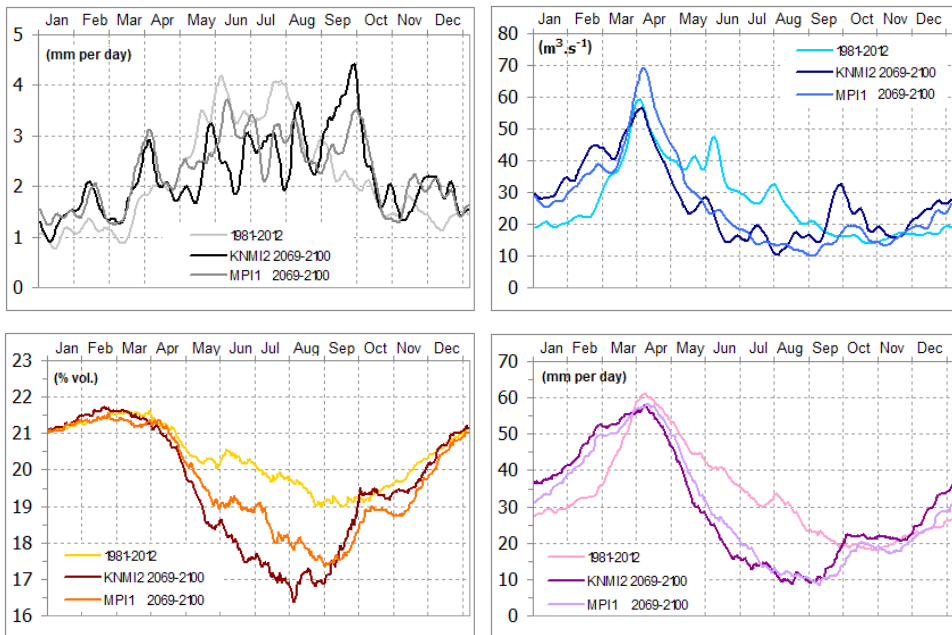 Jan Feb Mar Apr May Jun Jul Aug Sep Oct Nov Dec
5
(mm per day)
4
3
2
1
0
1981-2012
KNMI2 2069-2100
MPI1 2069-2100
Jan Feb Mar Apr May Jun Jul Aug Sep Oct Nov Dec
80
(m³.s⁻¹)
70
60
50
40
30
20
10
0
1981-2012
KNMI2 2069-2100
MPI1 2069-2100
Jan Feb Mar Apr May Jun Jul Aug Sep Oct Nov Dec
23
(% vol.)
22
21
20
19
18
17
16
1981-2012
KNMI2 2069-2100
MPI1 2069-2100
Jan Feb Mar Apr May Jun Jul Aug Sep Oct Nov Dec
70
(mm per day)
60
50
40
30
20
10
0
1981-2012
KNMI2 2069-2100
MPI1 2069-2100